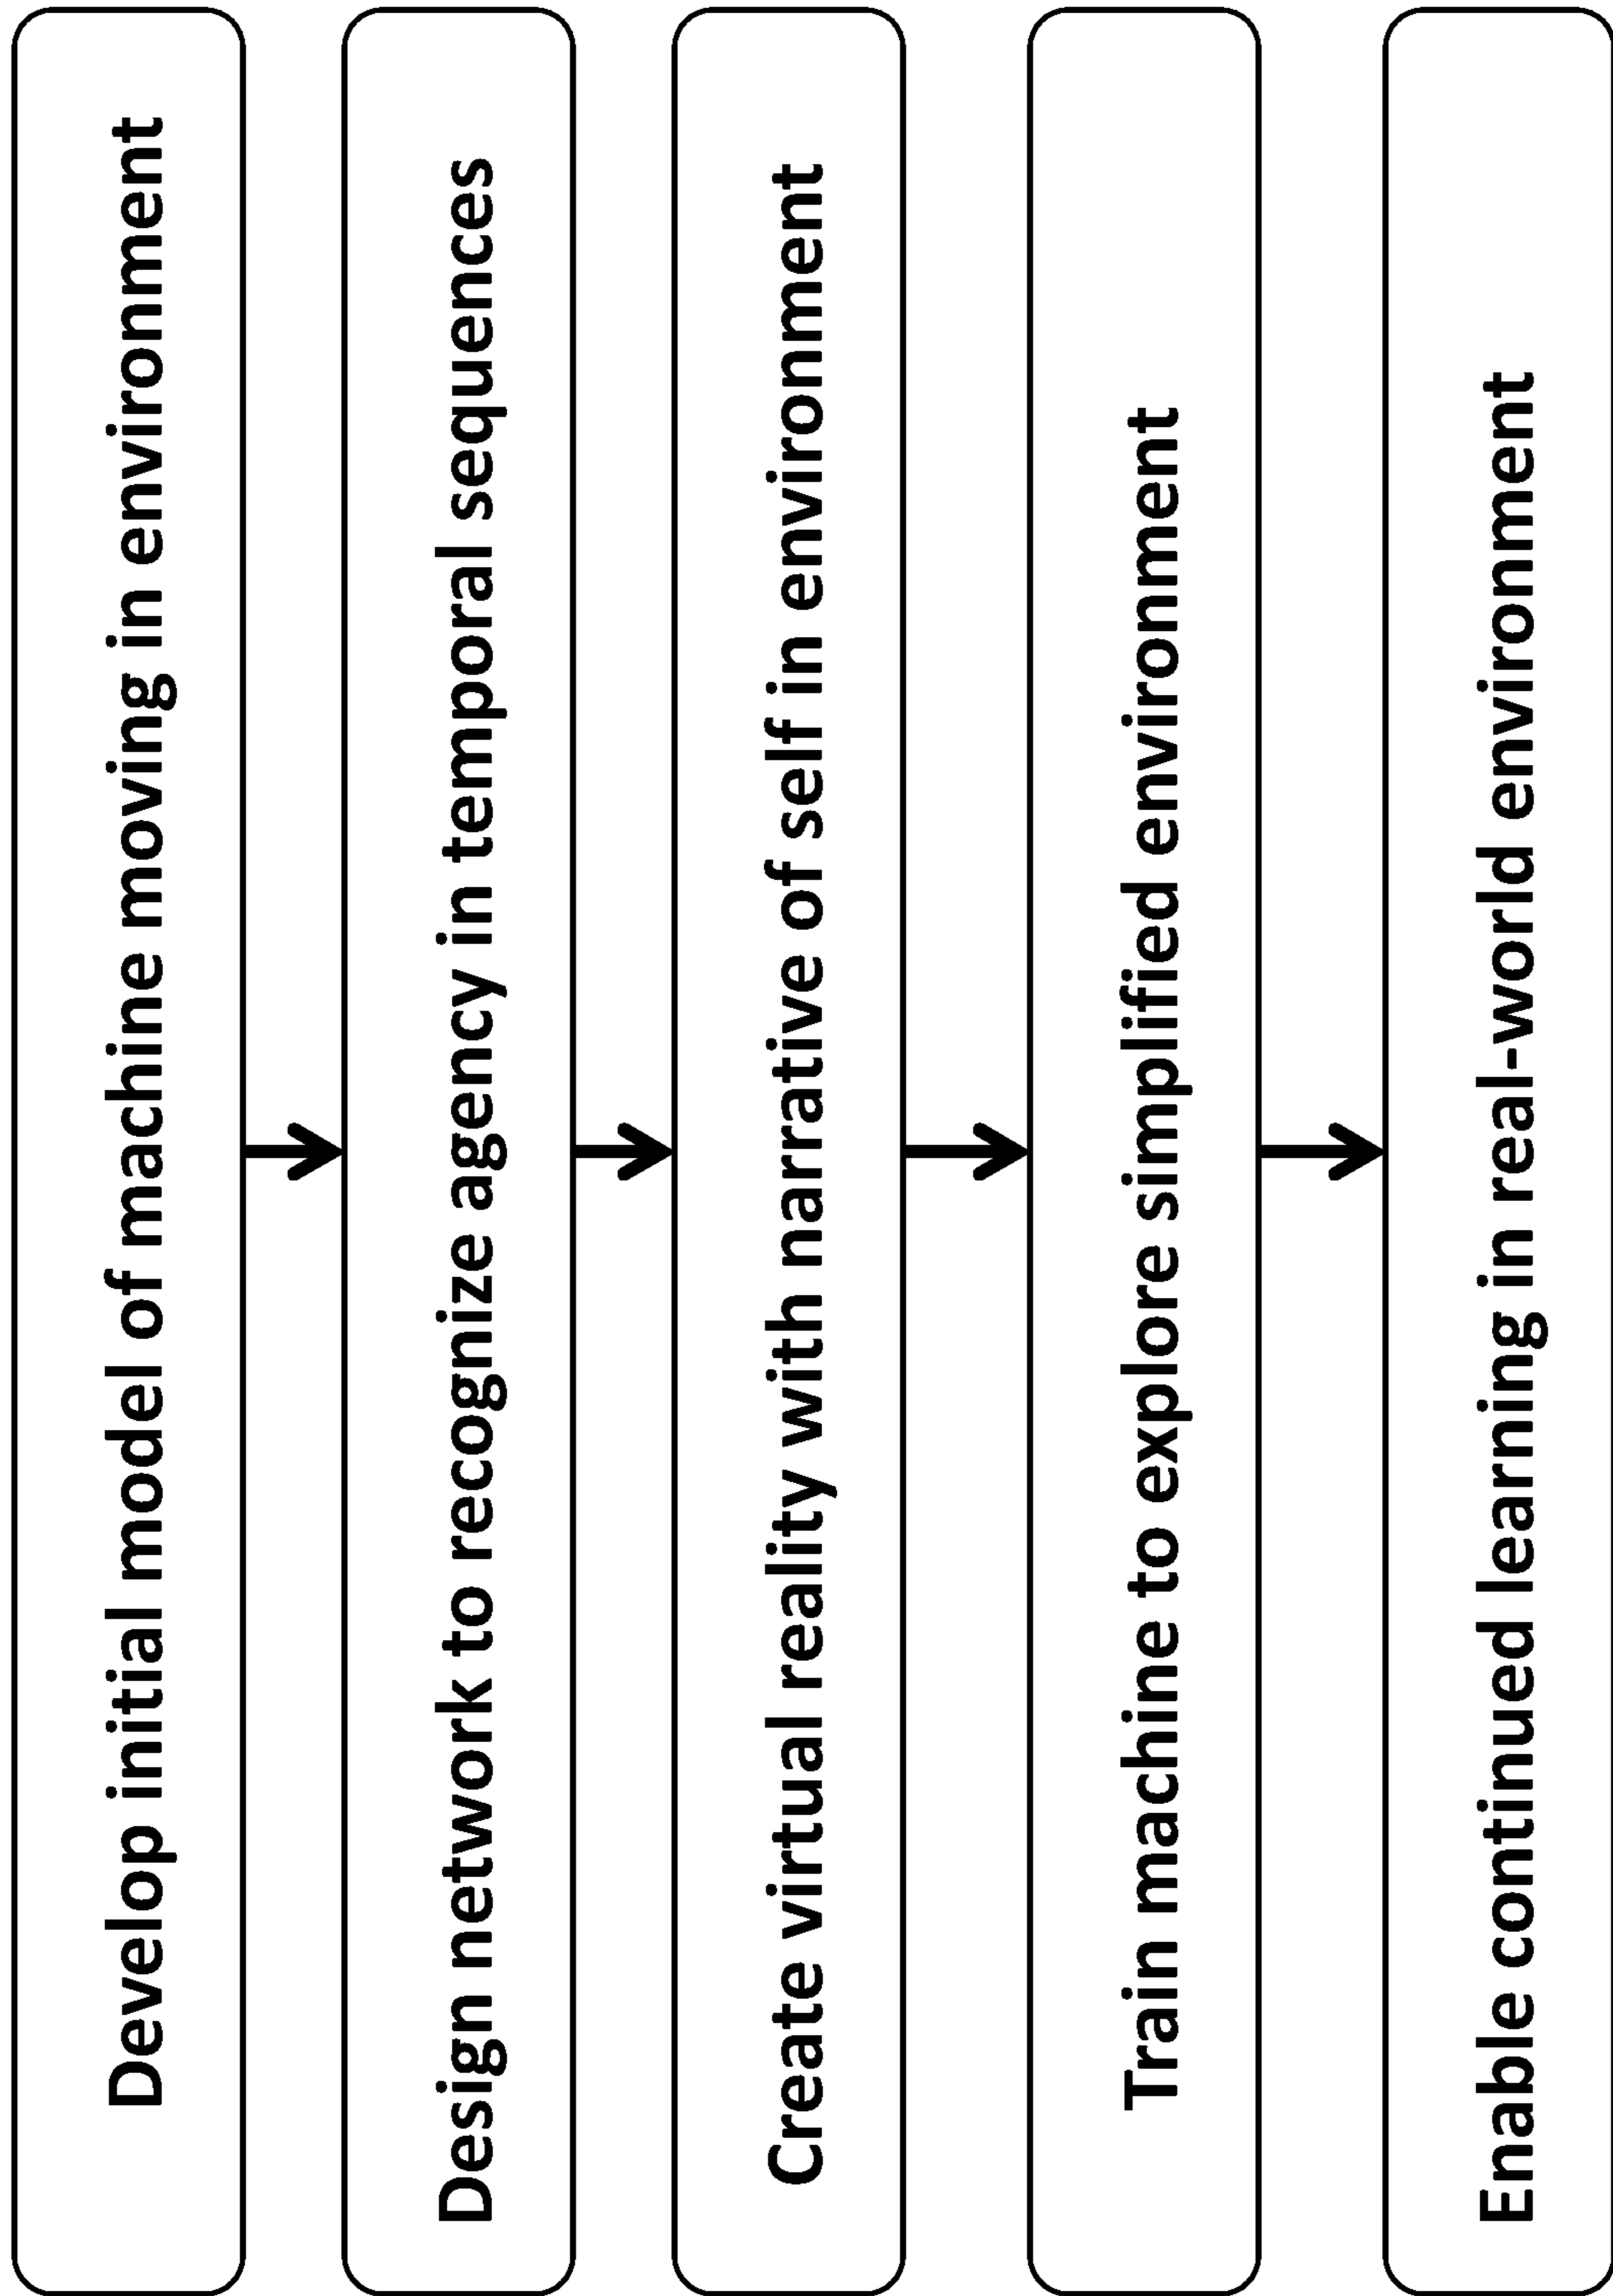 Develop initial model of machine moving in environment
Design network to recognize agency in temporal sequences
Create virtual reality with narrative of self in environment
Train machine to explore simplified environment
Enable continued learning in real-world environment